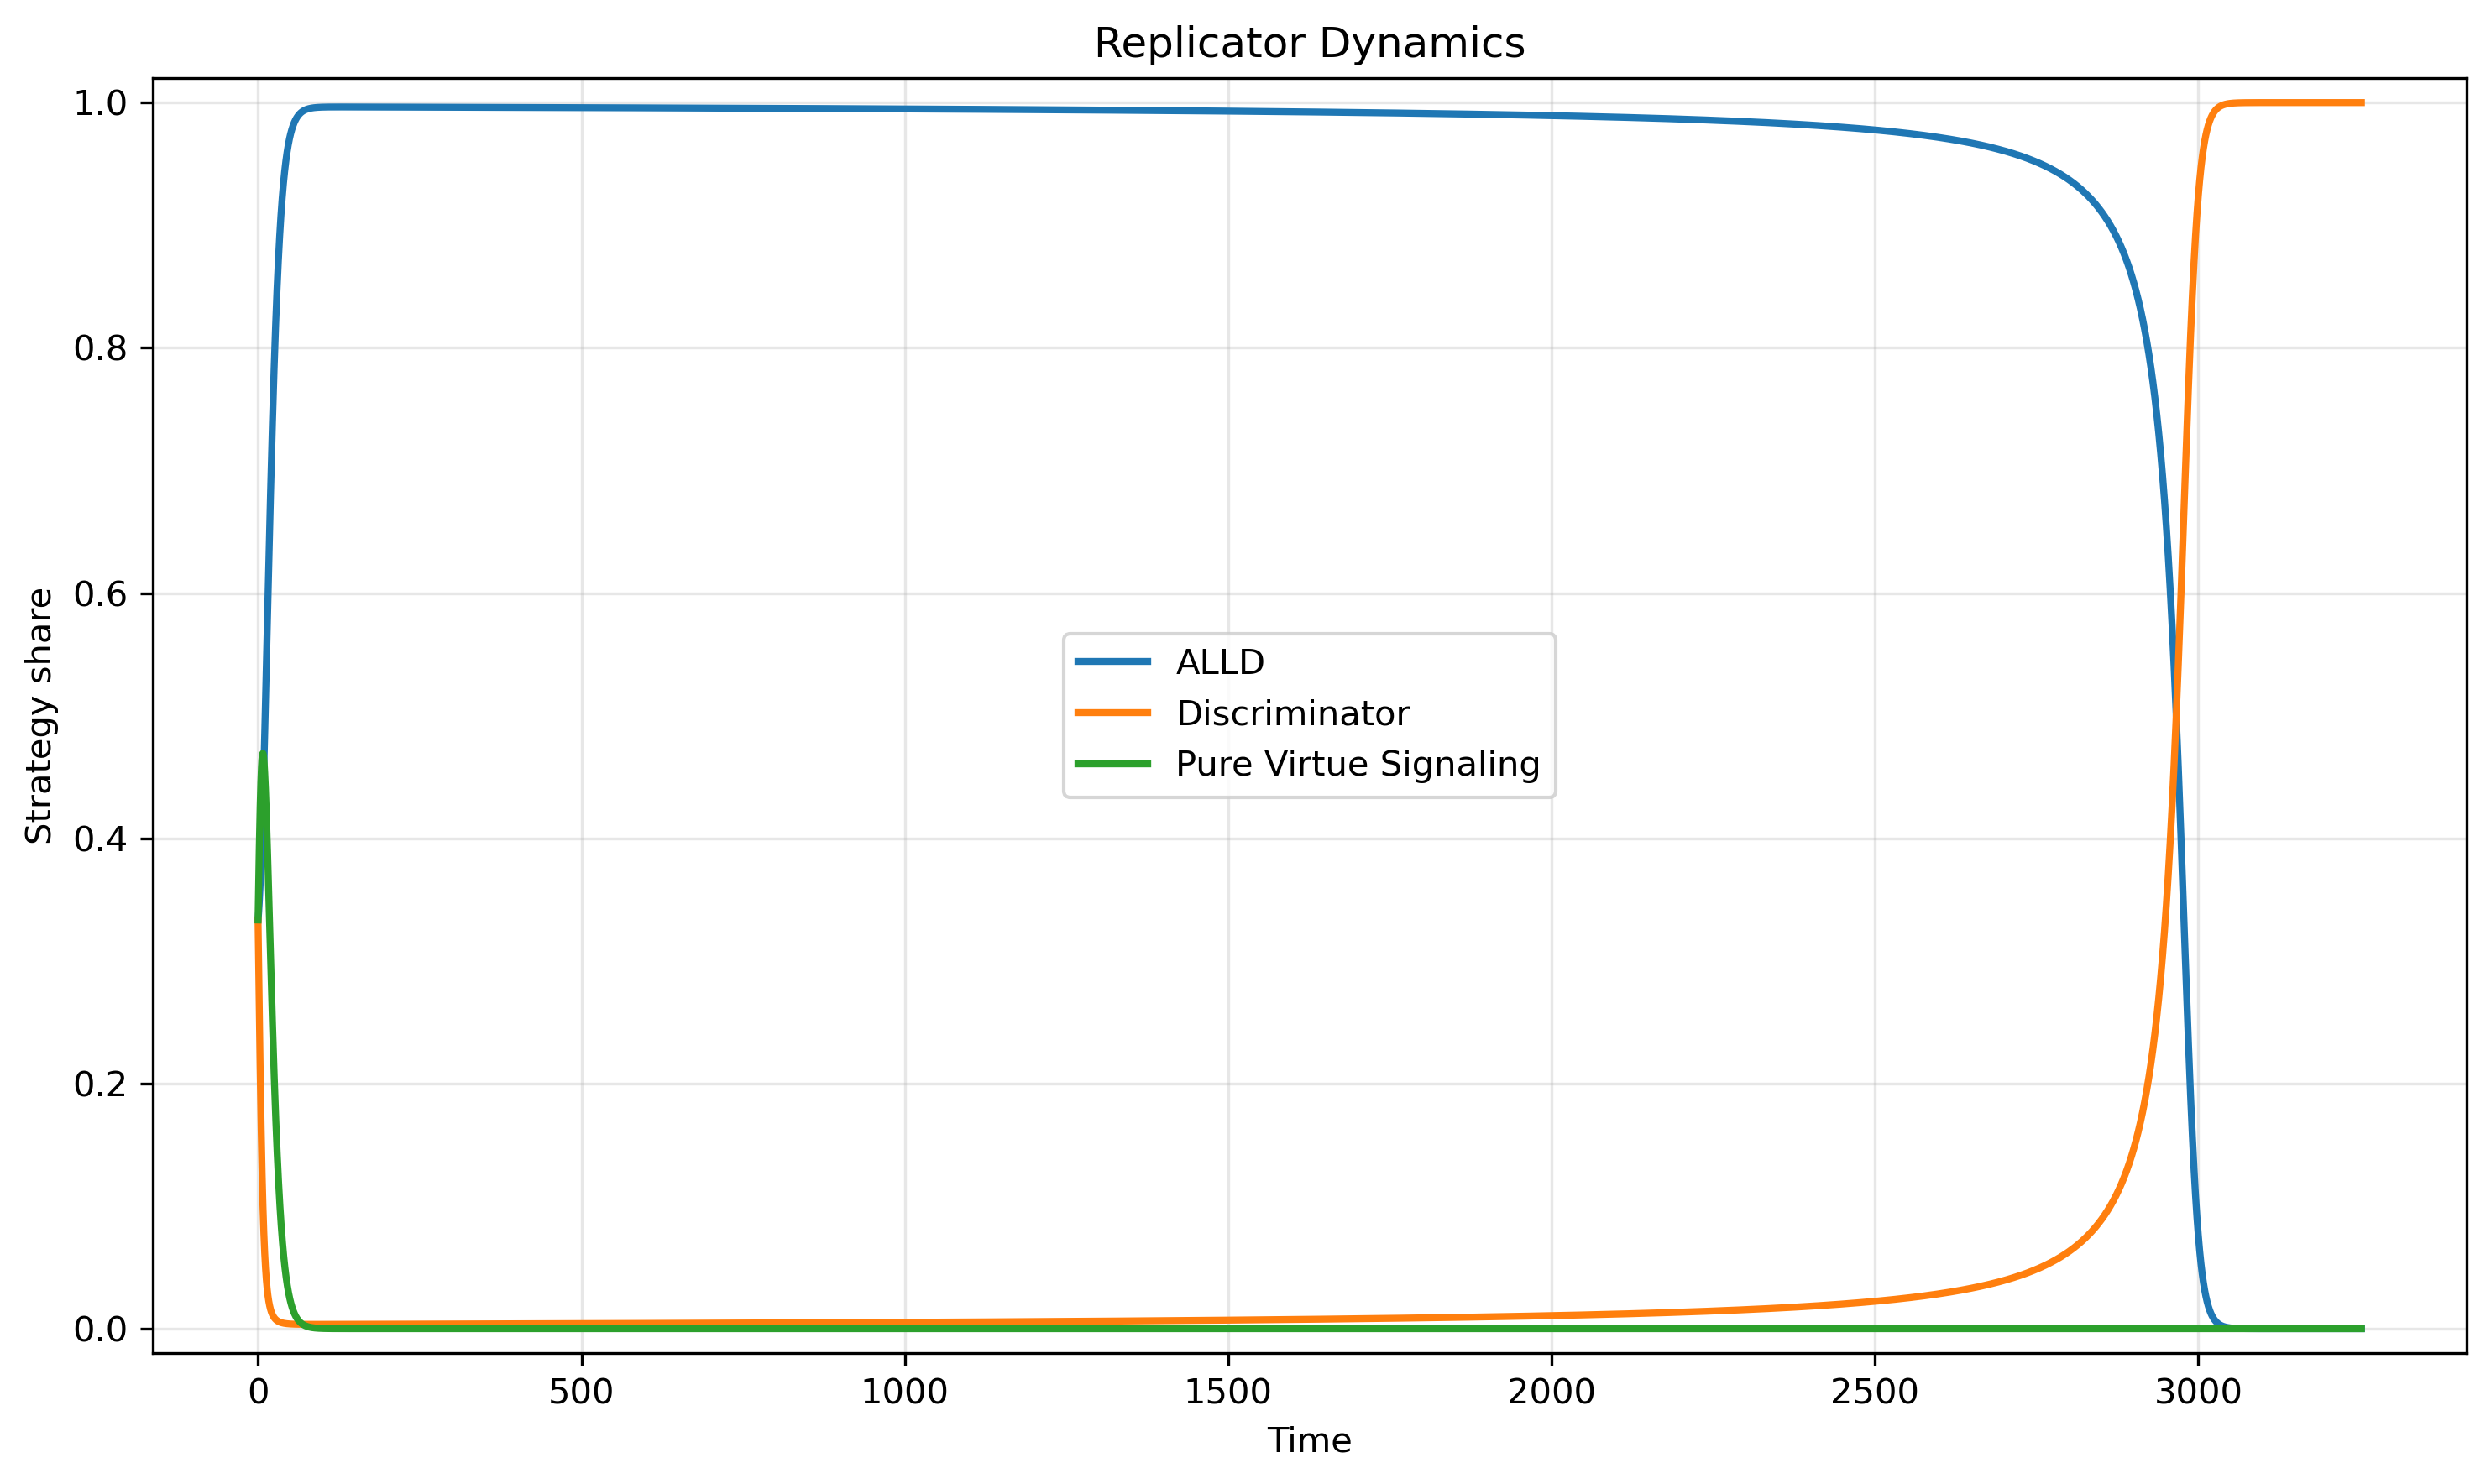 Replicator Dynamics
1.0
0.8
0.6
0.4
0.2
0.0
Strategy share
ALLD
Discriminator
Pure Virtue Signaling
0
500
1000
1500
2000
2500
3000
Time